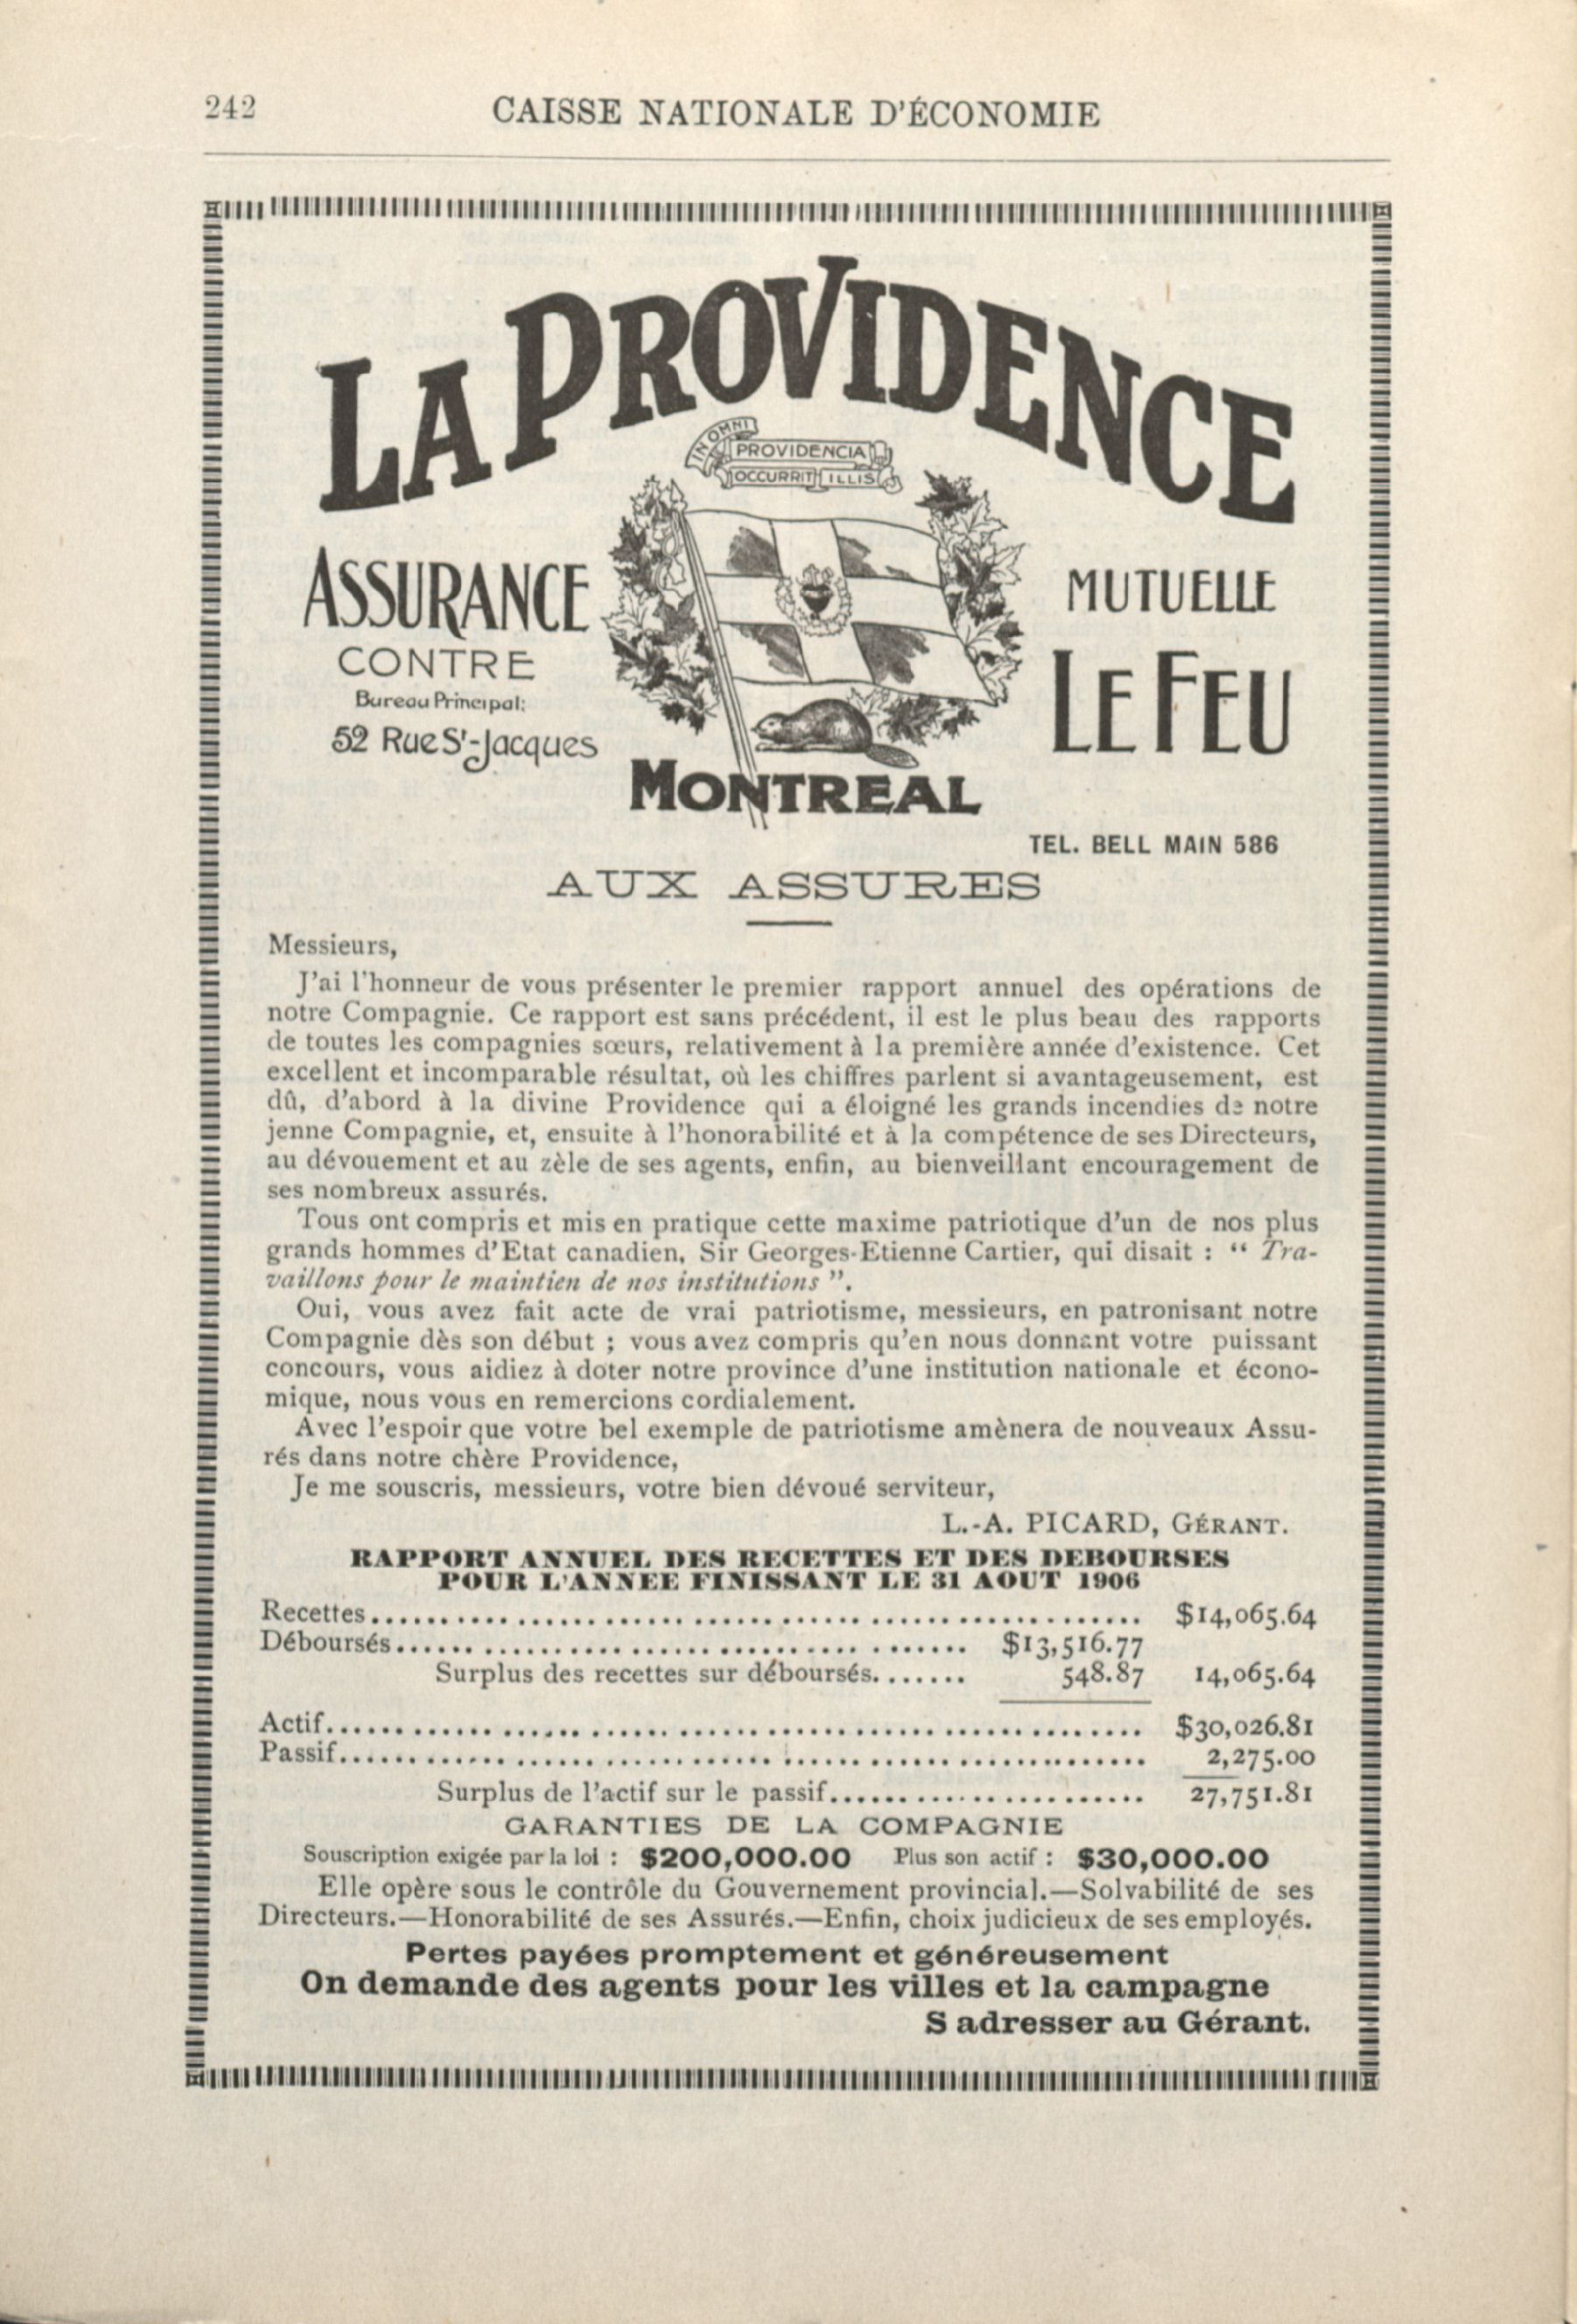 242 CAISSE NATIONALE D'ÉCONOMIE
LA PROVIDENCE
IN OMNI
PROVIDENCIA
OCCURRIT ILLIS
ASSURANCE MUTUELLE
CONTRE LE FEU
Bureau Principal:
52 Rue St-Jacques
MONTREAL
TEL. BELL MAIN 586
AUX ASSURES
Messieurs,
J'ai l'honneur de vous présenter le premier rapport annuel des opérations de
notre Compagnie. Ce rapport est sans précédent, il est le plus beau des rapports
de toutes les compagnies sœurs, relativement à la première année d'existence. Cet
excellent et incomparable résultat, où les chiffres parlent si avantageusement, est
dû, d'abord à la divine Providence qui a éloigné les grands incendies de notre
jenne Compagnie, et, ensuite à l'honorabilité et à la compétence de ses Directeurs,
au dévouement et au zèle de ses agents, enfin, au bienveillant encouragement de
ses nombreux assurés.
Tous ont compris et mis en pratique cette maxime patriotique d'un de nos plus
grands hommes d'Etat canadien, Sir Georges-Etienne Cartier, qui disait : “ Tra-
vaillons pour le maintien de nos institutions ”.
Oui, vous avez fait acte de vrai patriotisme, messieurs, en patronisant notre
Compagnie dès son début ; vous avez compris qu'en nous donnant votre puissant
concours, vous aidiez à doter notre province d'une institution nationale et écono-
mique, nous vous en remercions cordialement.
Avec l'espoir que votre bel exemple de patriotisme amènera de nouveaux Assu-
rés dans notre chère Providence,
Je me souscris, messieurs, votre bien dévoué serviteur,
L.-A. PICARD, GÉRANT.
RAPPORT ANNUEL DES RECETTES ET DES DEBOURSES
POUR L'ANNEE FINISSANT LE 31 AOUT 1906
Recettes........ $14,065.64
Déboursés........ $13,516.77
Surplus des recettes sur déboursés....... 548.87 14,065.64
Actif........ $30,026.81
Passif........ 2,275.00
Surplus de l'actif sur le passif........ 27,751.81
GARANTIES DE LA COMPAGNIE
Souscription exigée par la loi : $200,000.00 Plus son actif : $30,000.00
Elle opère sous le contrôle du Gouvernement provincial.—Solvabilité de ses
Directeurs.—Honorabilité de ses Assurés.—Enfin, choix judicieux de ses employés.
Pertes payées promptement et généreusement
On demande des agents pour les villes et la campagne
S adresser au Gérant.